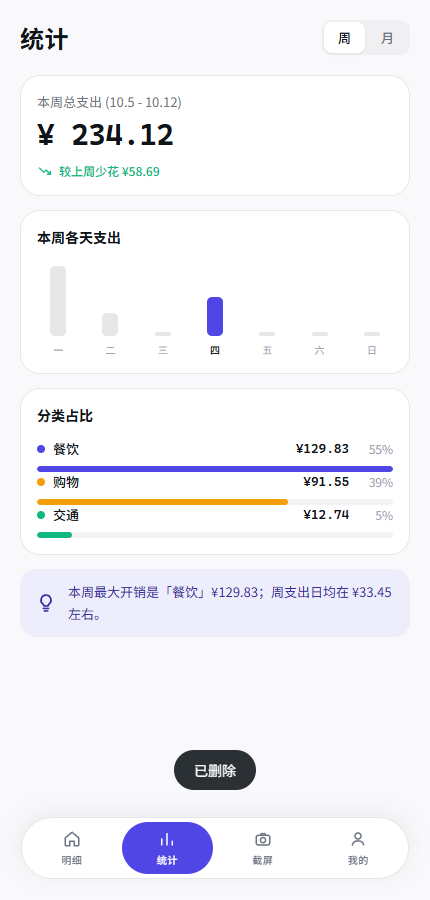 统计
周
月
本周总支出 (10.5 - 10.12)
¥ 234.12
较上周少花 ¥58.69
本周各天支出
一 二 三 四 五 六 日
分类占比
餐饮 ¥129.83 55%
购物 ¥91.55 39%
交通 ¥12.74 5%
本周最大开销是「餐饮」¥129.83；周支出日均在 ¥33.45
左右。
已删除
明细 统计 截屏 我的